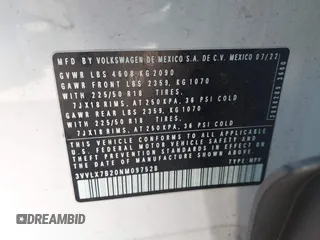 MFD. BY VOLKSWAGEN DE MEXICO S.A. DE C.V. MEXICO 07/22
GVWR LBS 4608 KG 2090
GAWR FRONT LBS 2359, KG 1070
WITH 225/50 R18 TIRES,
7JX18 RIMS, AT 250 KPA, 36 PSI COLD
GAWR REAR LBS 2359, KG 1070
WITH 225/50 R18 TIRES,
7JX18 RIMS, AT 250 KPA, 36 PSI COLD
THIS VEHICLE CONFORMS TO ALL APPLICABLE
FEDERAL MOTOR VEHICLE SAFETY AND
THEFT PREVENTION STANDARDS IN EFFECT ON
THE DATE OF MANUFACTURE SHOWN ABOVE.
3VVLX7B20NM097528 TYPE: MPV
DREAMBID